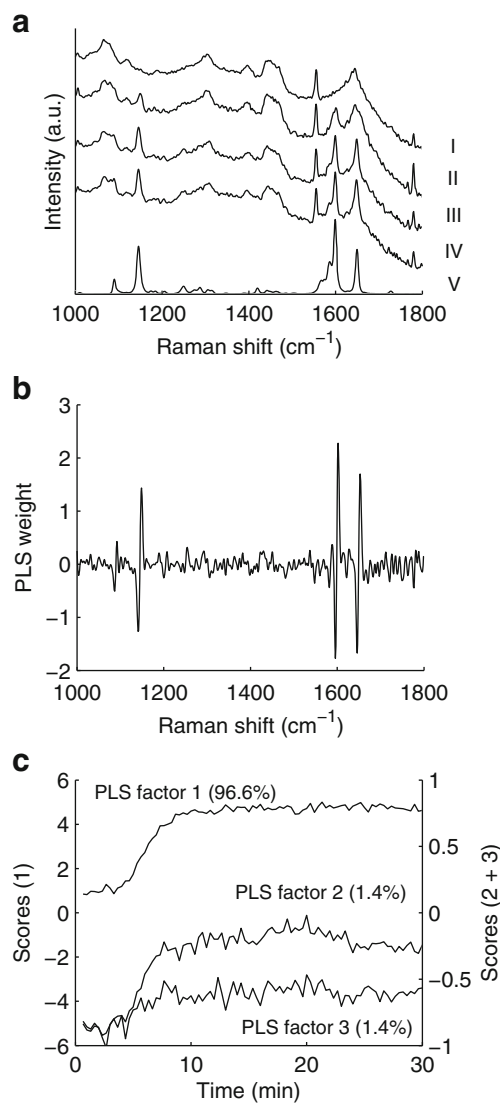 a
Intensity (a.u.)
I
II
III
IV
V
1000 1200 1400 1600 1800
Raman shift (cm⁻¹)
b
PLS weight
3
2
1
0
−1
−2
1000 1200 1400 1600 1800
Raman shift (cm⁻¹)
c
Scores (1)
6
4
2
0
−2
−4
−6
PLS factor 1 (96.6%)
PLS factor 2 (1.4%)
PLS factor 3 (1.4%)
1
0.5
0
−0.5
−1
Scores (2 + 3)
0 10 20 30
Time (min)